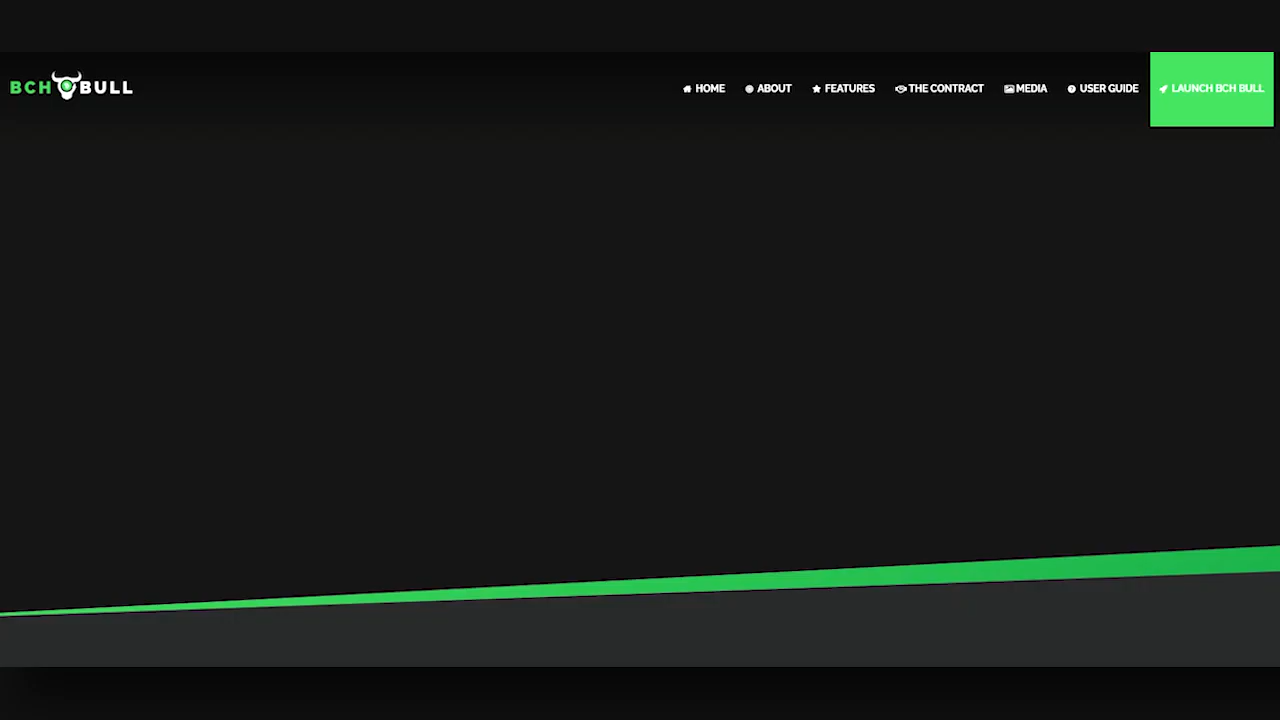 BCH BULL
HOME ABOUT FEATURES THE CONTRACT MEDIA USER GUIDE LAUNCH BCH BULL